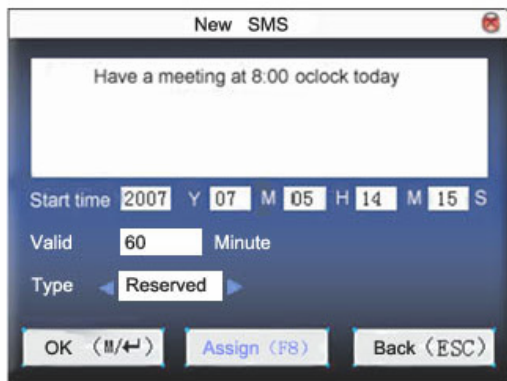 New SMS
Have a meeting at 8:00 oclock today
Start time 2007 Y 07 M 05 H 14 M 15 S
Valid 60 Minute
Type Reserved
OK (M/↵) Assign (F8) Back (ESC)